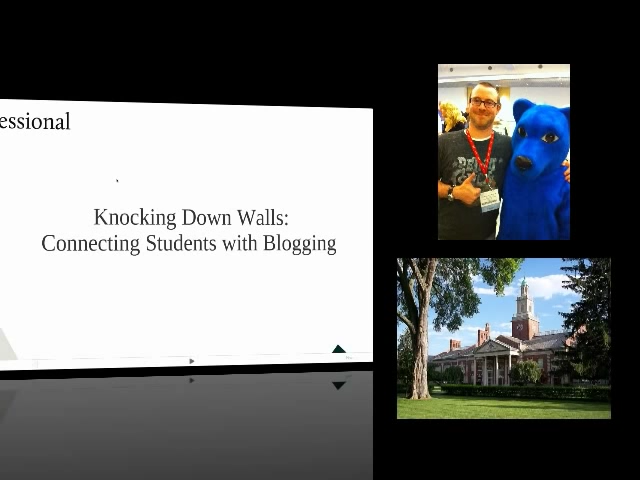 essional
Knocking Down Walls:
Connecting Students with Blogging